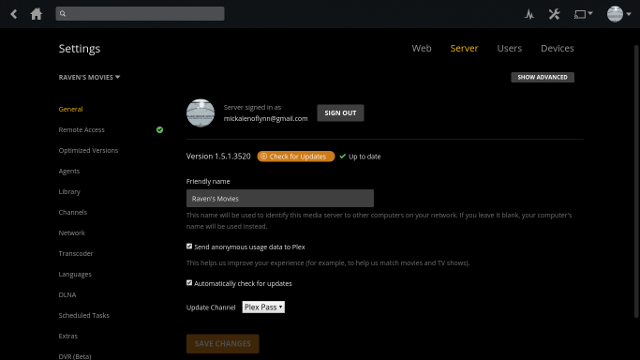 Settings
Web Server Users Devices
RAVEN'S MOVIES
SHOW ADVANCED
General
Remote Access
Optimized Versions
Agents
Library
Channels
Network
Transcoder
Languages
DLNA
Scheduled Tasks
Extras
DVR (Beta)
Server signed in as
mickalenoflynn@gmail.com
SIGN OUT
Version 1.5.1.3520 Check for Updates Up to date
Friendly name
Raven's Movies
This name will be used to identify this media server to other computers on your network. If you leave it blank, your computer's
name will be used instead.
Send anonymous usage data to Plex
This helps us improve your experience (for example, to help us match movies and TV shows).
Automatically check for updates
Update Channel Plex Pass
SAVE CHANGES